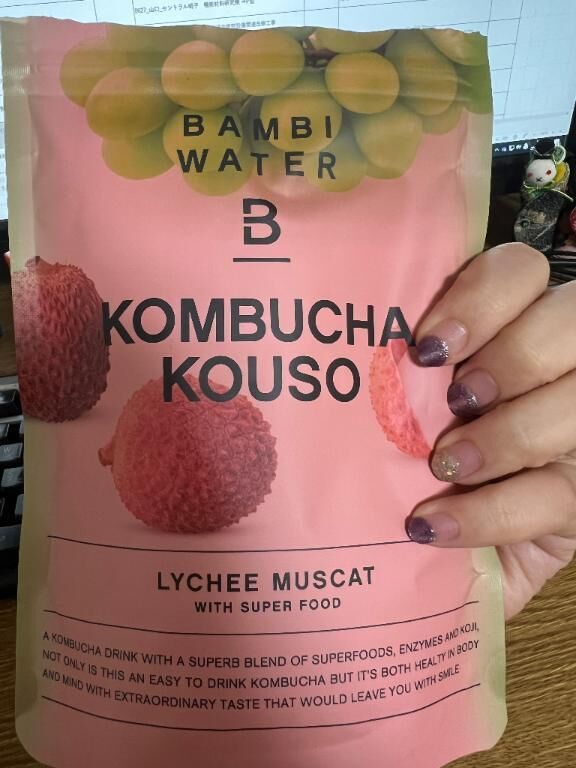 BAMBI
WATER
B
KOMBUCHA
KOUSO
LYCHEE MUSCAT
WITH SUPER FOOD
A KOMBUCHA DRINK WITH A SUPERB BLEND OF SUPERFOODS, ENZYMES AND KOJI,
NOT ONLY IS THIS AN EASY TO DRINK KOMBUCHA BUT IT'S BOTH HEALTY IN BODY
AND MIND WITH EXTRAORDINARY TASTE THAT WOULD LEAVE YOU WITH SMILE